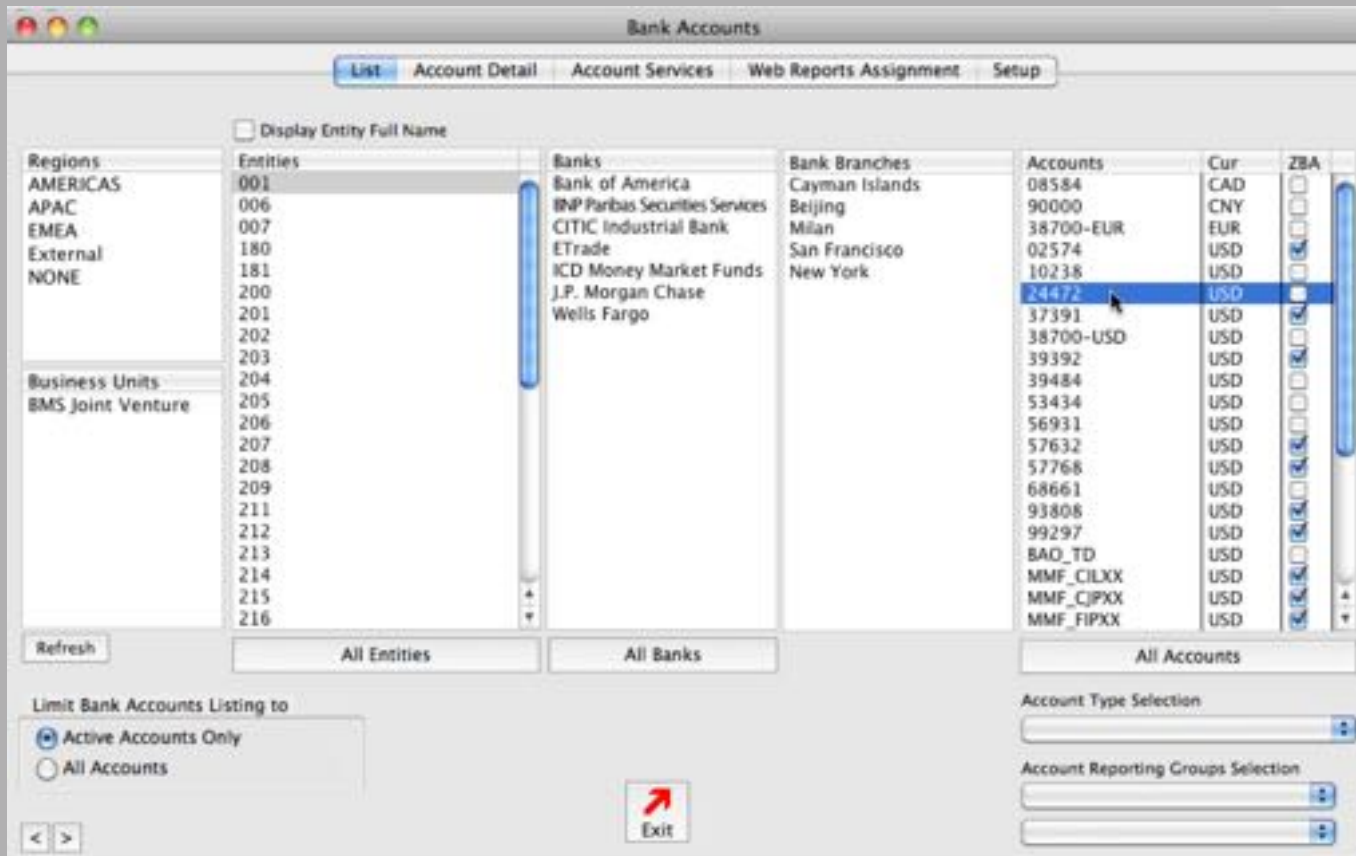 Bank Accounts
List Account Detail Account Services Web Reports Assignment Setup
Display Entity Full Name
Regions
AMERICAS
APAC
EMEA
External
NONE
Business Units
BMS Joint Venture
Refresh
Entities
001
006
007
180
181
200
201
202
203
204
205
206
207
208
209
211
212
213
214
215
216
All Entities
Banks
Bank of America
BNP Paribas Securities Services
CITIC Industrial Bank
ETrade
ICD Money Market Funds
J.P. Morgan Chase
Wells Fargo
All Banks
Bank Branches
Cayman Islands
Beijing
Milan
San Francisco
New York
Accounts Cur ZBA
08584 CAD
90000 CNY
38700-EUR EUR
02574 USD
10238 USD
24472 USD
37391 USD
38700-USD USD
39392 USD
39484 USD
53434 USD
56931 USD
57632 USD
57768 USD
68661 USD
93808 USD
99297 USD
BAO_TD USD
MMF_CILXX USD
MMF_CJPXX USD
MMF_FIPXX USD
All Accounts
Limit Bank Accounts Listing to
Active Accounts Only
All Accounts
Account Type Selection
Account Reporting Groups Selection
Exit
< >